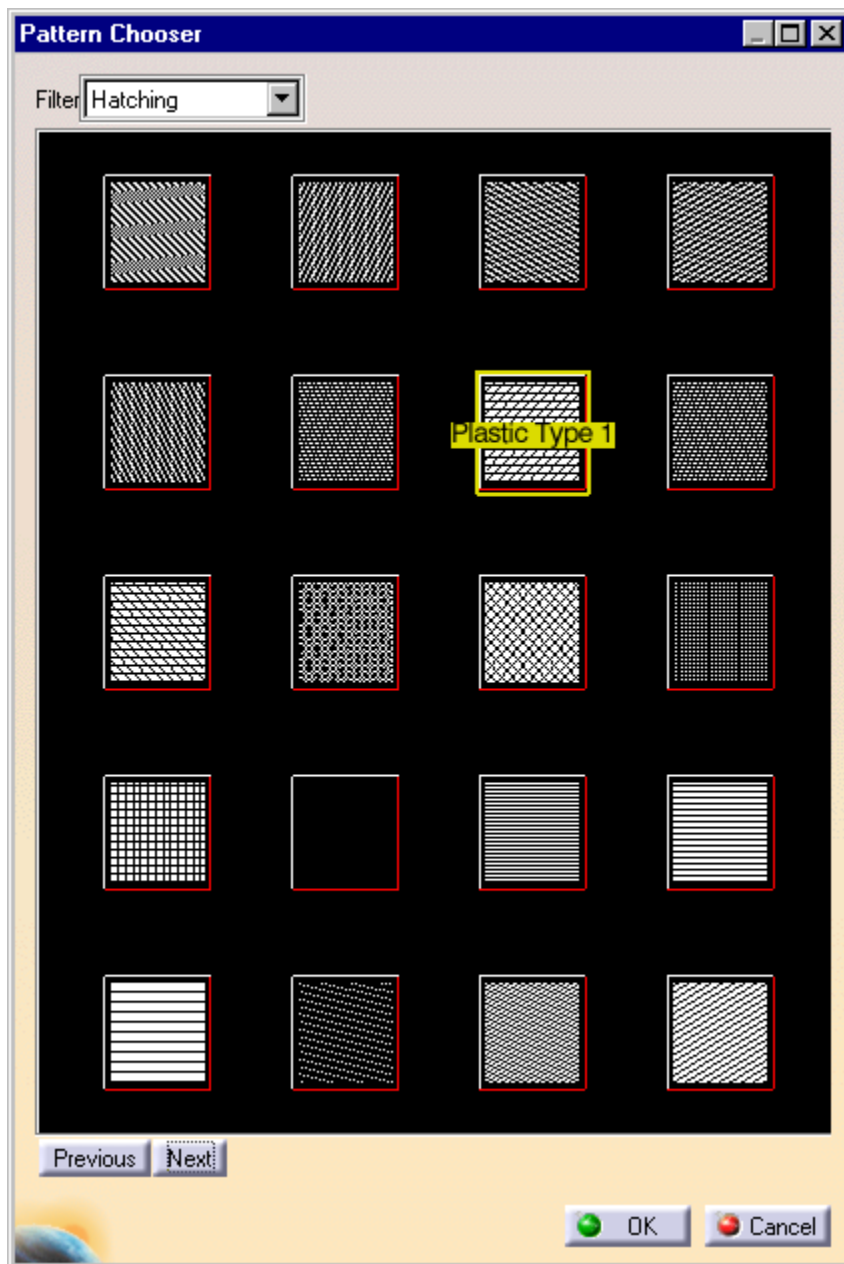 Pattern Chooser
Filter Hatching
Plastic Type 1
Previous Next
OK Cancel